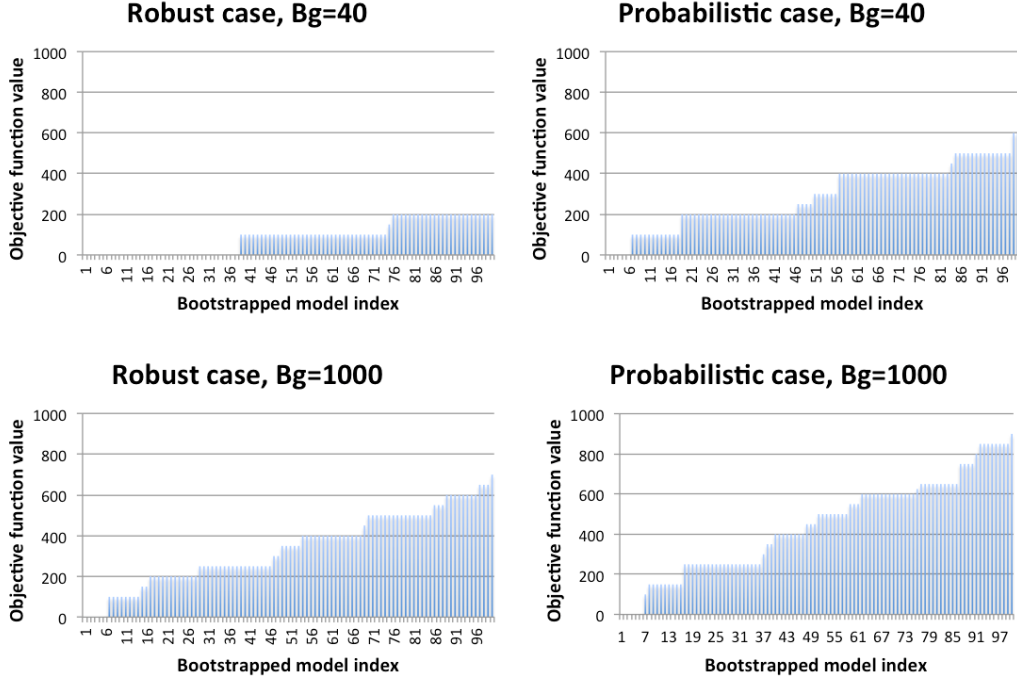 Robust case, Bg=40
Objective function value
1000
800
600
400
200
0
1 6 11 16 21 26 31 36 41 46 51 56 61 66 71 76 81 86 91 96
Bootstrapped model index
Probabilistic case, Bg=40
Objective function value
1000
800
600
400
200
0
1 6 11 16 21 26 31 36 41 46 51 56 61 66 71 76 81 86 91 96
Bootstrapped model index
Robust case, Bg=1000
Objective function value
1000
800
600
400
200
0
1 6 11 16 21 26 31 36 41 46 51 56 61 66 71 76 81 86 91 96
Bootstrapped model index
Probabilistic case, Bg=1000
Objective function value
1000
800
600
400
200
0
1 7 13 19 25 31 37 43 49 55 61 67 73 79 85 91 97
Bootstrapped model index